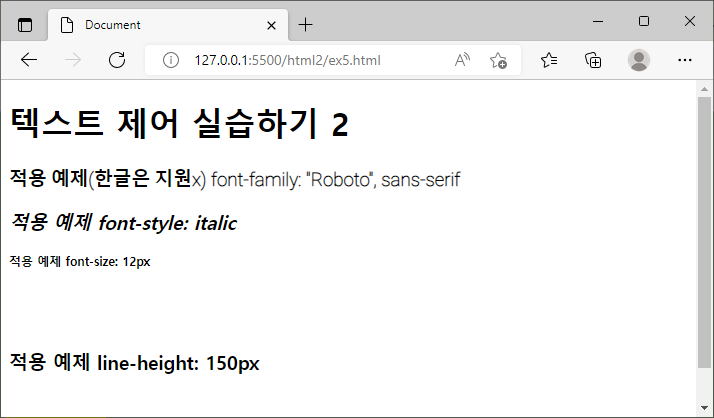 Document
127.0.0.1:5500/html2/ex5.html
텍스트 제어 실습하기 2
적용 예제(한글은 지원x) font-family: "Roboto", sans-serif
적용 예제 font-style: italic
적용 예제 font-size: 12px
적용 예제 line-height: 150px